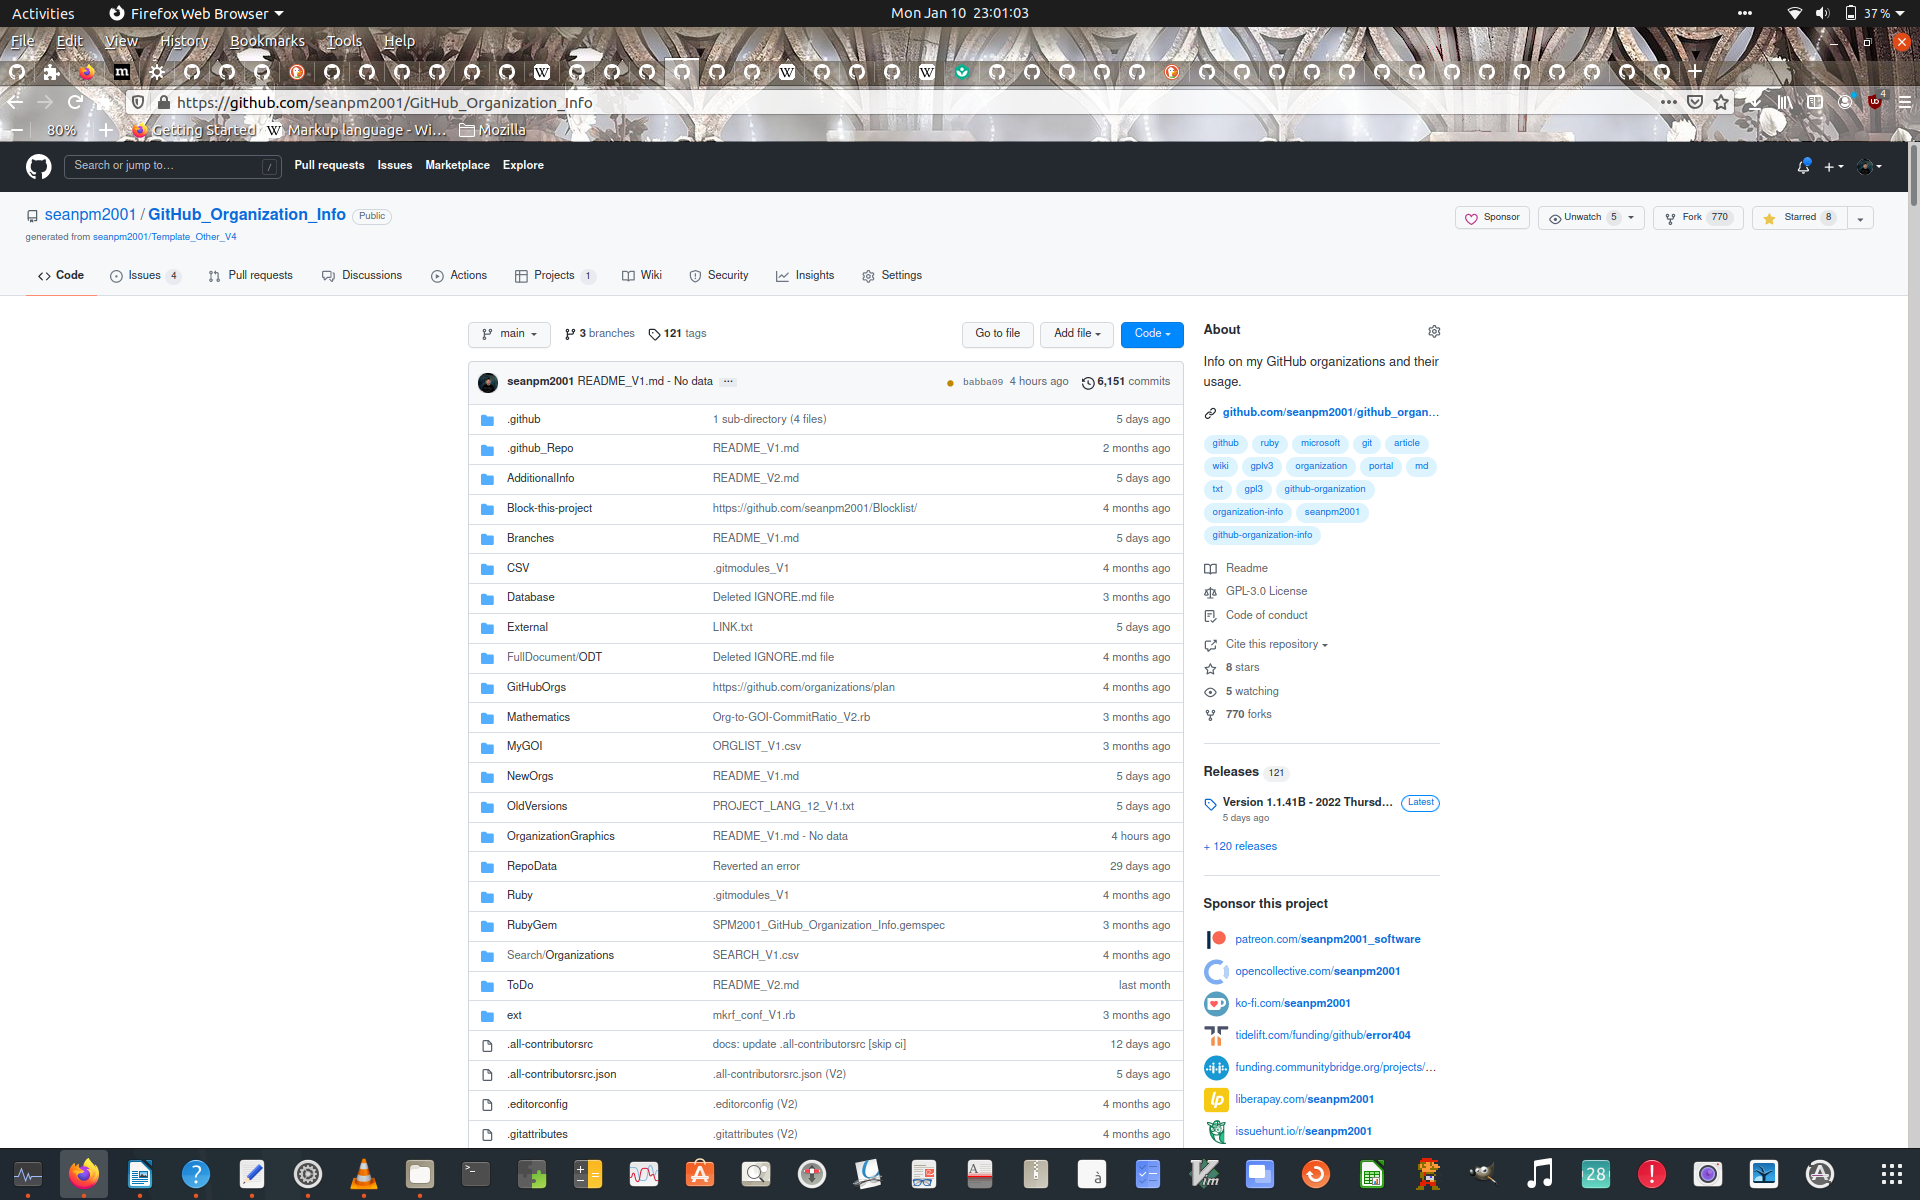 Activities Firefox Web Browser Mon Jan 10 23:01:03 37 %
File Edit View History Bookmarks Tools Help
https://github.com/seanpm2001/GitHub_Organization_Info 4
80% Getting Started Markup language - Wi… Mozilla
Search or jump to… / Pull requests Issues Marketplace Explore
seanpm2001 / GitHub_Organization_Info Public Sponsor Unwatch 5 Fork 770 Starred 8
generated from seanpm2001/Template_Other_V4
Code Issues 4 Pull requests Discussions Actions Projects 1 Wiki Security Insights Settings
main 3 branches 121 tags Go to file Add file Code
seanpm2001 README_V1.md - No data ... babba09 4 hours ago 6,151 commits
.github 1 sub-directory (4 files) 5 days ago
.github_Repo README_V1.md 2 months ago
AdditionalInfo README_V2.md 5 days ago
Block-this-project https://github.com/seanpm2001/Blocklist/ 4 months ago
Branches README_V1.md 5 days ago
CSV .gitmodules_V1 4 months ago
Database Deleted IGNORE.md file 3 months ago
External LINK.txt 5 days ago
FullDocument/ODT Deleted IGNORE.md file 4 months ago
GitHubOrgs https://github.com/organizations/plan 4 months ago
Mathematics Org-to-GOI-CommitRatio_V2.rb 3 months ago
MyGOI ORGLIST_V1.csv 3 months ago
NewOrgs README_V1.md 5 days ago
OldVersions PROJECT_LANG_12_V1.txt 5 days ago
OrganizationGraphics README_V1.md - No data 4 hours ago
RepoData Reverted an error 29 days ago
Ruby .gitmodules_V1 4 months ago
RubyGem SPM2001_GitHub_Organization_Info.gemspec 3 months ago
Search/Organizations SEARCH_V1.csv 4 months ago
ToDo README_V2.md last month
ext mkrf_conf_V1.rb 3 months ago
.all-contributorsrc docs: update .all-contributorsrc [skip ci] 12 days ago
.all-contributorsrc.json .all-contributorsrc.json (V2) 5 days ago
.editorconfig .editorconfig (V2) 4 months ago
.gitattributes .gitattributes (V2) 4 months ago
About
Info on my GitHub organizations and their
usage.
github.com/seanpm2001/github_organ…
github ruby microsoft git article
wiki gplv3 organization portal md
txt gpl3 github-organization
organization-info seanpm2001
github-organization-info
Readme
GPL-3.0 License
Code of conduct
Cite this repository
8 stars
5 watching
770 forks
Releases 121
Version 1.1.41B - 2022 Thursd… Latest
5 days ago
+ 120 releases
Sponsor this project
patreon.com/seanpm2001_software
opencollective.com/seanpm2001
ko-fi.com/seanpm2001
tidelift.com/funding/github/error404
funding.communitybridge.org/projects/…
liberapay.com/seanpm2001
issuehunt.io/r/seanpm2001
28